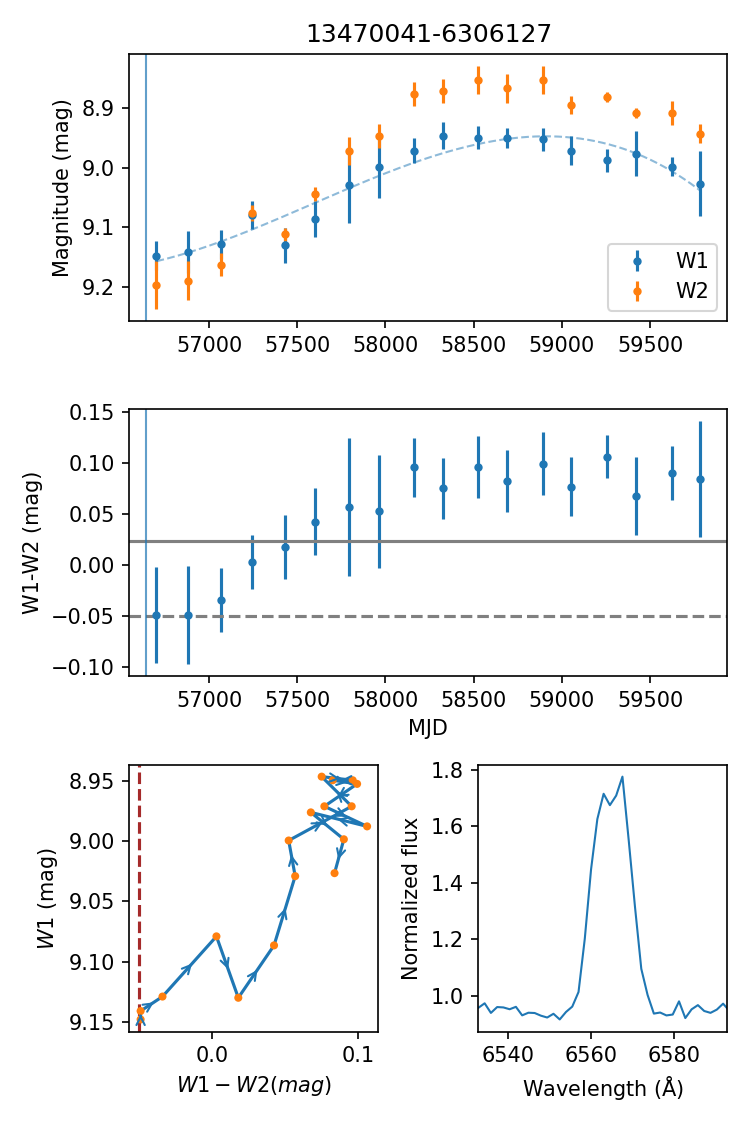 13470041-6306127
Magnitude (mag)
8.9
9.0
9.1
9.2
W1
W2
57000 57500 58000 58500 59000 59500
W1-W2 (mag)
0.15
0.10
0.05
0.00
−0.05
−0.10
57000 57500 58000 58500 59000 59500
MJD
W1 (mag)
8.95
9.00
9.05
9.10
9.15
0.0 0.1
W1 − W2(mag)
Normalized flux
1.8
1.6
1.4
1.2
1.0
6540 6560 6580
Wavelength (Å)